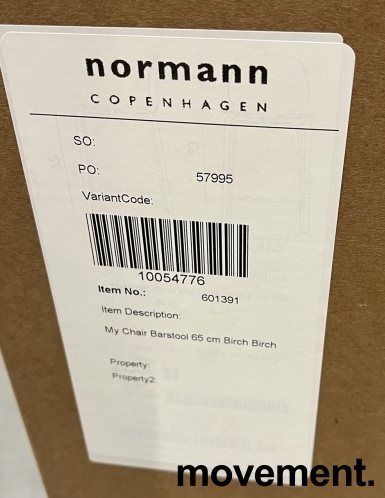 normann
COPENHAGEN
SO:
PO: 57995
VariantCode:
10054776
Item No.: 601391
Item Description:
My Chair Barstool 65 cm Birch Birch
Property:
Property2:
movement.